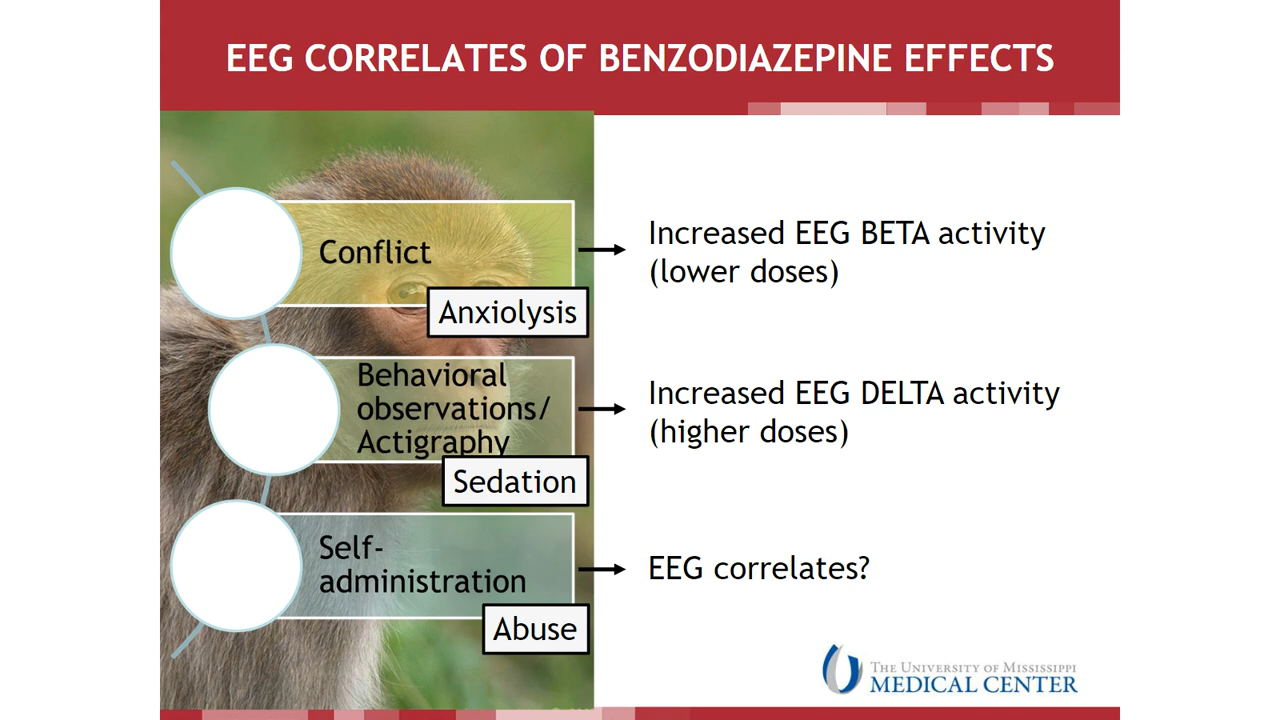 EEG CORRELATES OF BENZODIAZEPINE EFFECTS
Conflict
Anxiolysis
Increased EEG BETA activity
(lower doses)
Behavioral
observations/
Actigraphy
Sedation
Increased EEG DELTA activity
(higher doses)
Self-
administration
Abuse
EEG correlates?
THE UNIVERSITY OF MISSISSIPPI
MEDICAL CENTER